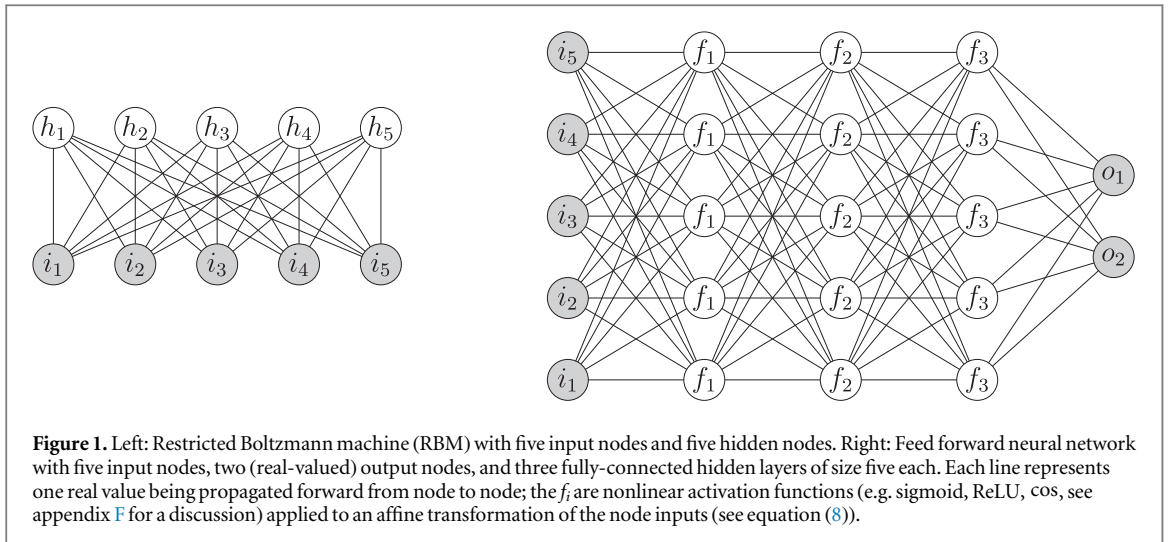 h1 h2 h3 h4 h5
i1 i2 i3 i4 i5
i5 f1 f2 f3
i4 f1 f2 f3
o1
i3 f1 f2 f3
o2
i2 f1 f2 f3
i1 f1 f2 f3
Figure 1. Left: Restricted Boltzmann machine (RBM) with five input nodes and five hidden nodes. Right: Feed forward neural network
with five input nodes, two (real-valued) output nodes, and three fully-connected hidden layers of size five each. Each line represents
one real value being propagated forward from node to node; the fi are nonlinear activation functions (e.g. sigmoid, ReLU, cos, see
appendix F for a discussion) applied to an affine transformation of the node inputs (see equation (8)).